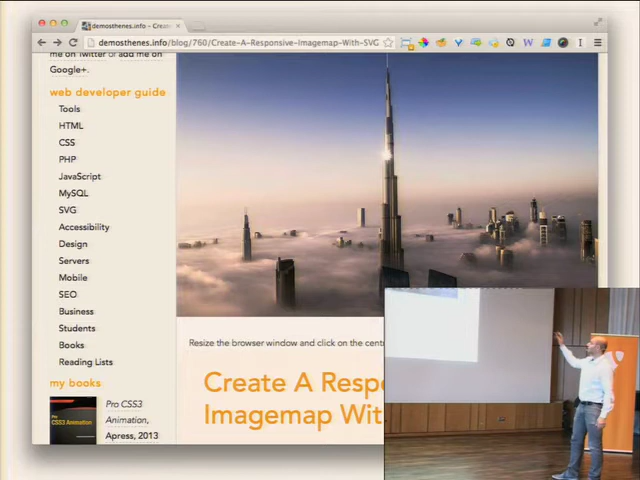 demosthenes.info – Creat
demosthenes.info/blog/760/Create-A-Responsive-Imagemap-With-SVG
me on Twitter or add me on
Google+.
web developer guide
Tools
HTML
CSS
PHP
JavaScript
MySQL
SVG
Accessibility
Design
Servers
Mobile
SEO
Business
Students
Books
Reading Lists
my books
Pro
CSS3 Animation
Pro CSS3
Animation,
Apress, 2013
Resize the browser window and click on the cent
Create A Resp
Imagemap Wit